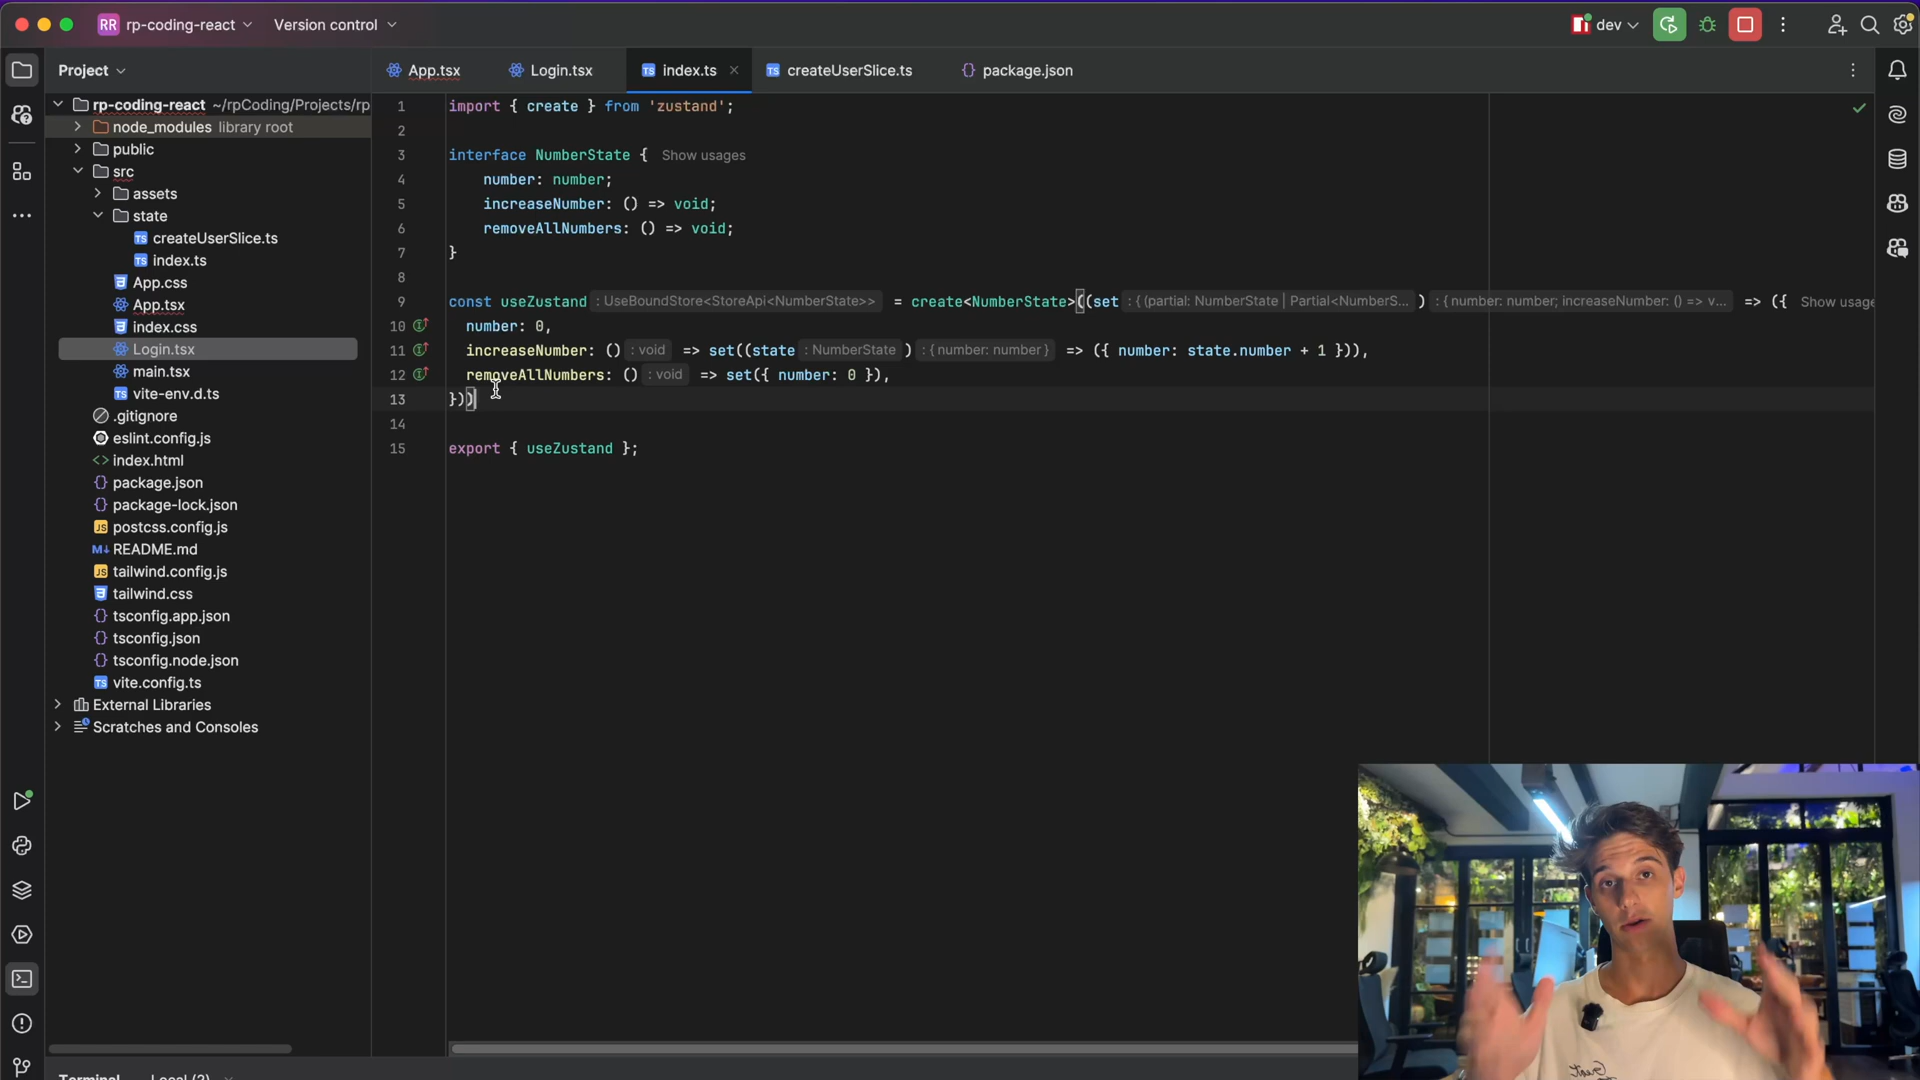 RR rp-coding-react Version control dev
Project
App.tsx Login.tsx index.ts createUserSlice.ts package.json
rp-coding-react ~/rpCoding/Projects/rp
node_modules library root
public
src
assets
state
createUserSlice.ts
index.ts
App.css
App.tsx
index.css
Login.tsx
main.tsx
vite-env.d.ts
.gitignore
eslint.config.js
index.html
package.json
package-lock.json
postcss.config.js
README.md
tailwind.config.js
tailwind.css
tsconfig.app.json
tsconfig.json
tsconfig.node.json
vite.config.ts
External Libraries
Scratches and Consoles
1 import { create } from 'zustand';
2
3 interface NumberState { Show usages
4 number: number;
5 increaseNumber: () => void;
6 removeAllNumbers: () => void;
7 }
8
9 const useZustand : UseBoundStore<StoreApi<NumberState>> = create<NumberState>((set : {(partial: NumberState | Partial<NumberS... ) : {number: number; increaseNumber: () => v... => ({ Show usage
10 number: 0,
11 increaseNumber: () : void => set((state : NumberState ) : {number: number} => ({ number: state.number + 1 })),
12 removeAllNumbers: () : void => set({ number: 0 }),
13 }))
14
15 export { useZustand };
Terminal Local (2)